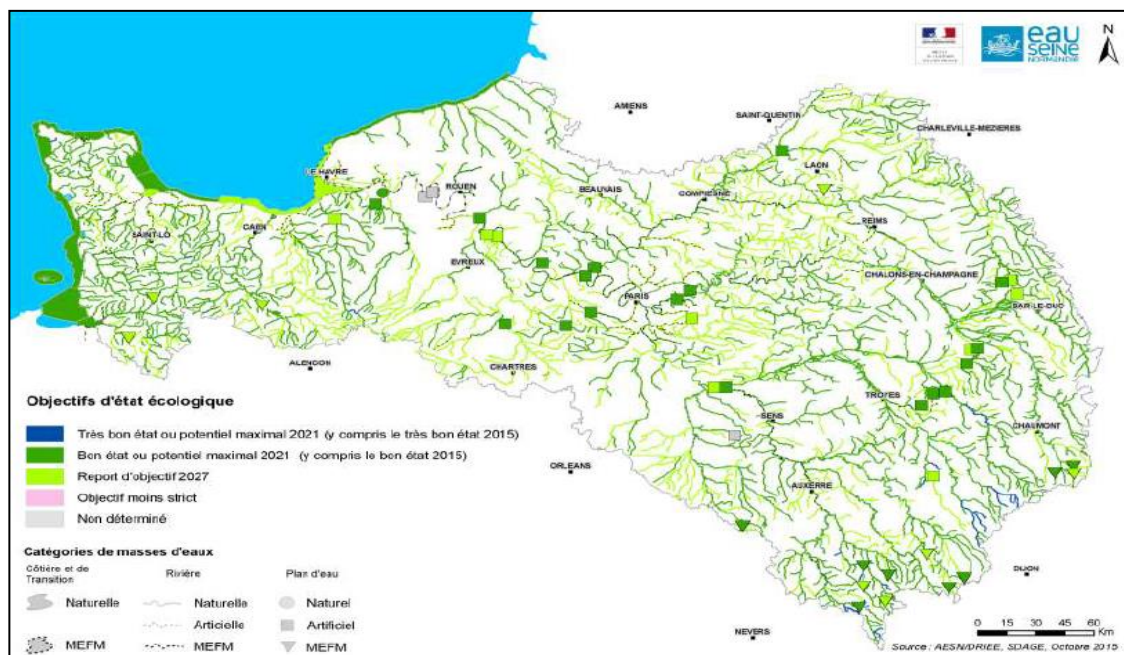 eau
SEINE
NORMANDIE
N
AMIENS
SAINT-QUENTIN
CHARLEVILLE-MEZIERES
LAON
LE HAVRE
ROUEN
BEAUVAIS
COMPIEGNE
REIMS
SAINT-LO
CAEN
EVREUX
CHALONS-EN-CHAMPAGNE
PARIS
BAR-LE-DUC
ALENCON
CHARTRES
TROYES
SENS
CHAUMONT
ORLEANS
AUXERRE
DIJON
NEVERS
Objectifs d'état écologique
Très bon état ou potentiel maximal 2021 (y compris le très bon état 2015)
Bon état ou potentiel maximal 2021 (y compris le bon état 2015)
Report d'objectif 2027
Objectif moins strict
Non déterminé
Catégories de masses d'eaux
Côtière et de Transition
Rivière
Plan d'eau
Naturelle
Naturelle
Naturel
Articielle
Artificiel
MEFM
MEFM
MEFM
0 15 30 45 60
Km
Source : AESN/DRIEE, SDAGE, Octobre 2015